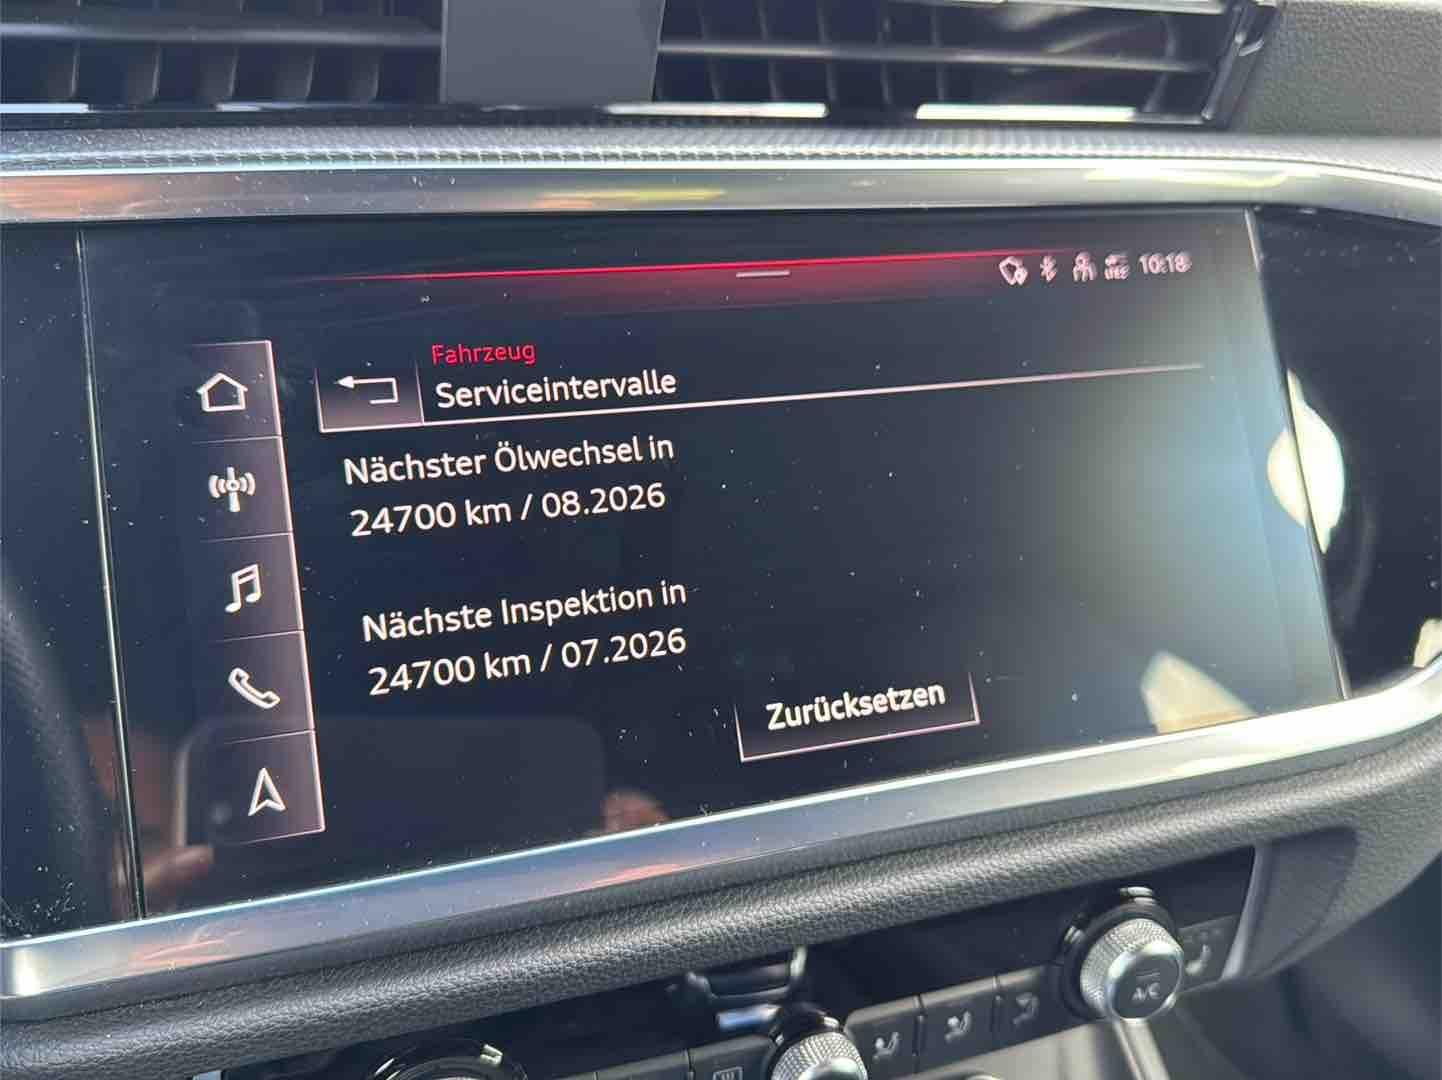 10:18
Fahrzeug
Serviceintervalle
Nächster Ölwechsel in
24700 km / 08.2026
Nächste Inspektion in
24700 km / 07.2026
Zurücksetzen
A/C